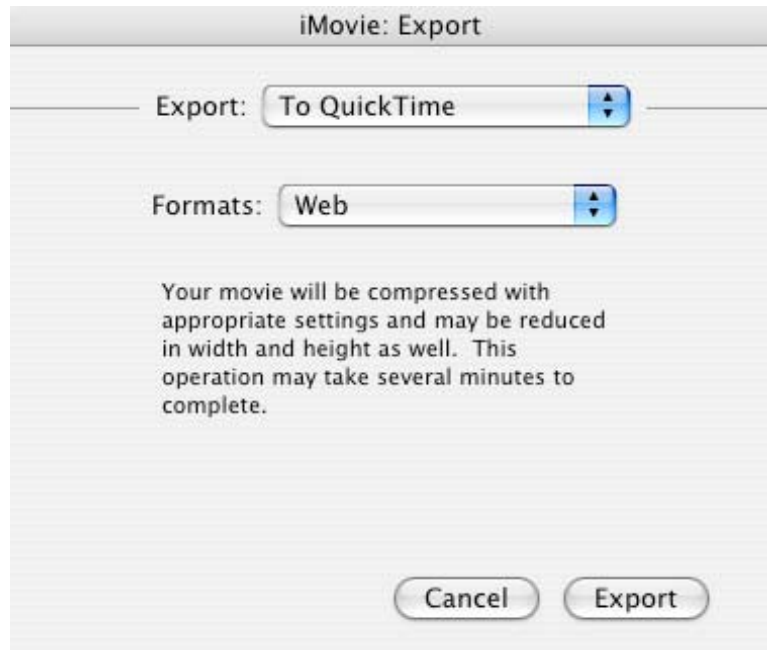 iMovie: Export
Export: To QuickTime
Formats: Web
Your movie will be compressed with
appropriate settings and may be reduced
in width and height as well.  This
operation may take several minutes to
complete.
Cancel Export